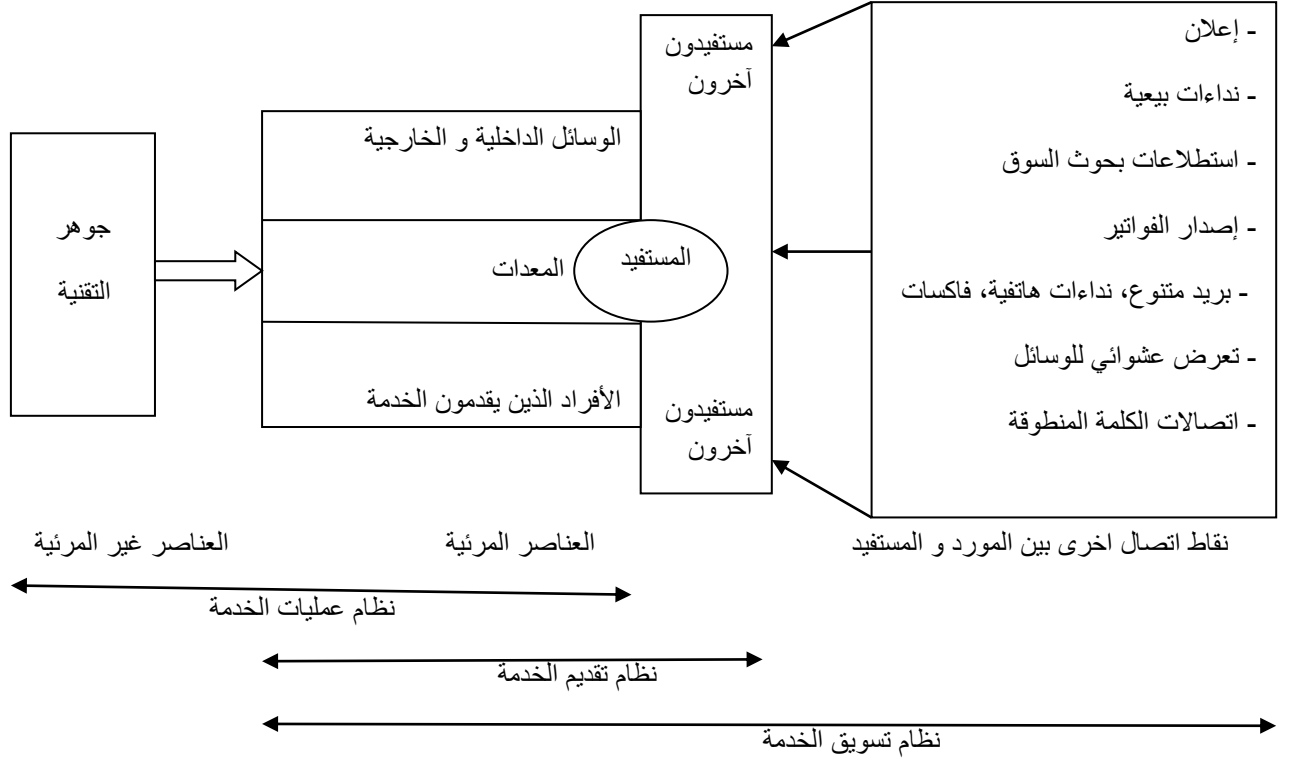 - إعلان
- نداءات بيعية
- استطلاعات بحوث السوق
- إصدار الفواتير
- بريد متنوع، نداءات هاتفية، فاكسات
- تعرض عشوائي للوسائل
- اتصالات الكلمة المنطوقة
مستفيدون
آخرون
المستفيد
مستفيدون
آخرون
الوسائل الداخلية و الخارجية
المعدات
الأفراد الذين يقدمون الخدمة
جوهر
التقنية
نقاط اتصال اخرى بين المورد و المستفيد
العناصر المرئية
العناصر غير المرئية
نظام عمليات الخدمة
نظام تقديم الخدمة
نظام تسويق الخدمة